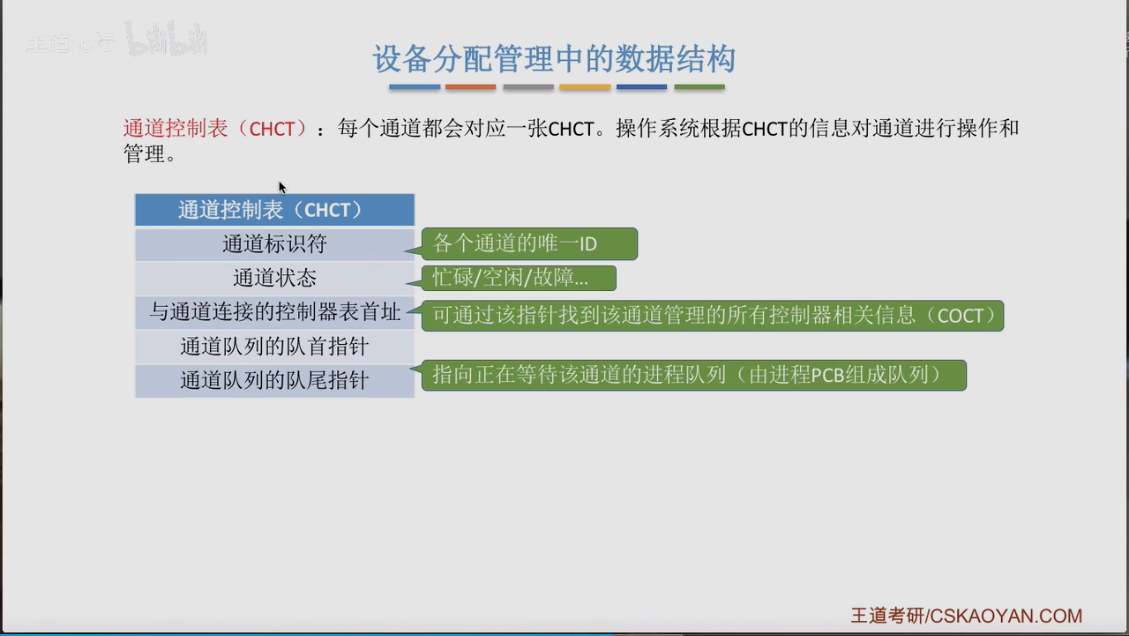 bilibili
设备分配管理中的数据结构
通道控制表（CHCT）：每个通道都会对应一张CHCT。操作系统根据CHCT的信息对通道进行操作和
管理。
通道控制表（CHCT）
通道标识符
各个通道的唯一ID
通道状态
忙碌/空闲/故障...
与通道连接的控制器表首址
可通过该指针找到该通道管理的所有控制器相关信息（COCT）
通道队列的队首指针
通道队列的队尾指针
指向正在等待该通道的进程队列（由进程PCB组成队列）
王道考研/CSKAOYAN.COM